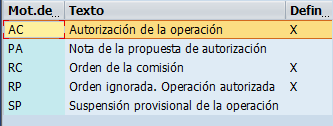 Mot.de... Texto Defin...
AC Autorización de la operación X
PA Nota de la propuesta de autorización
RC Orden de la comisión X
RP Orden ignorada. Operación autorizada X
SP Suspensión provisional de la operación